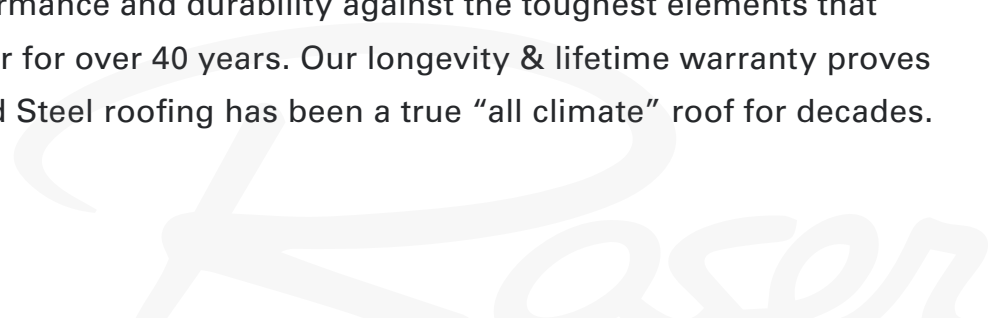 rmance and durability against the toughest elements that
r for over 40 years. Our longevity & lifetime warranty proves
d Steel roofing has been a true “all climate” roof for decades.
Roser